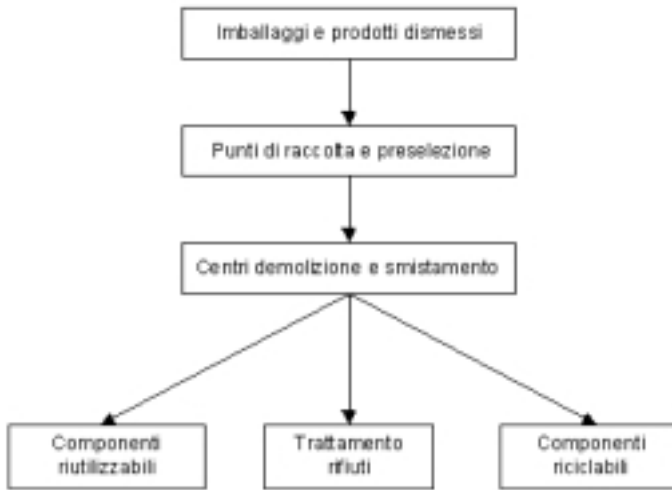 Imballaggi e prodotti dismessi
Punti di raccolta e preselezione
Centri demolizione e smistamento
Componenti
riutilizzabili
Trattamento
rifiuti
Componenti
riciclabili